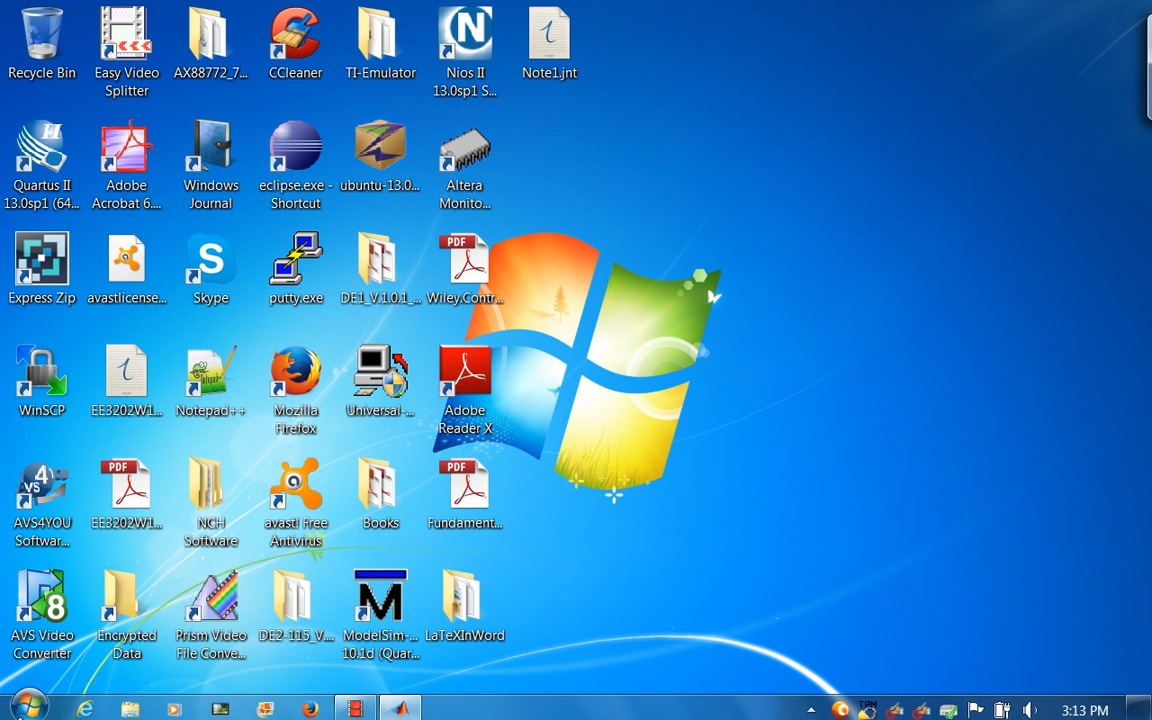 Recycle Bin
Easy Video
Splitter
AX88772_7...
CCleaner
TI-Emulator
Nios II
13.0sp1 S...
Note1.jnt
Quartus II
13.0sp1 (64...
Adobe
Acrobat 6....
Windows
Journal
eclipse.exe -
Shortcut
ubuntu-13.0...
Altera
Monito...
Express Zip
avastlicense...
Skype
putty.exe
DE1_V.1.0.1_...
Wiley.Contr...
WinSCP
EE3202W1...
Notepad++
Mozilla
Firefox
Universal-...
Adobe
Reader X
AVS4YOU
Softwar...
EE3202W1...
NCH
Software
avast! Free
Antivirus
Books
Fundament...
AVS Video
Converter
Encrypted
Data
Prism Video
File Conve...
DE2-115_V....
ModelSim-...
10.1d (Quar...
LaTeXInWord
PDF
PDF
PDF
TPM
3:13 PM